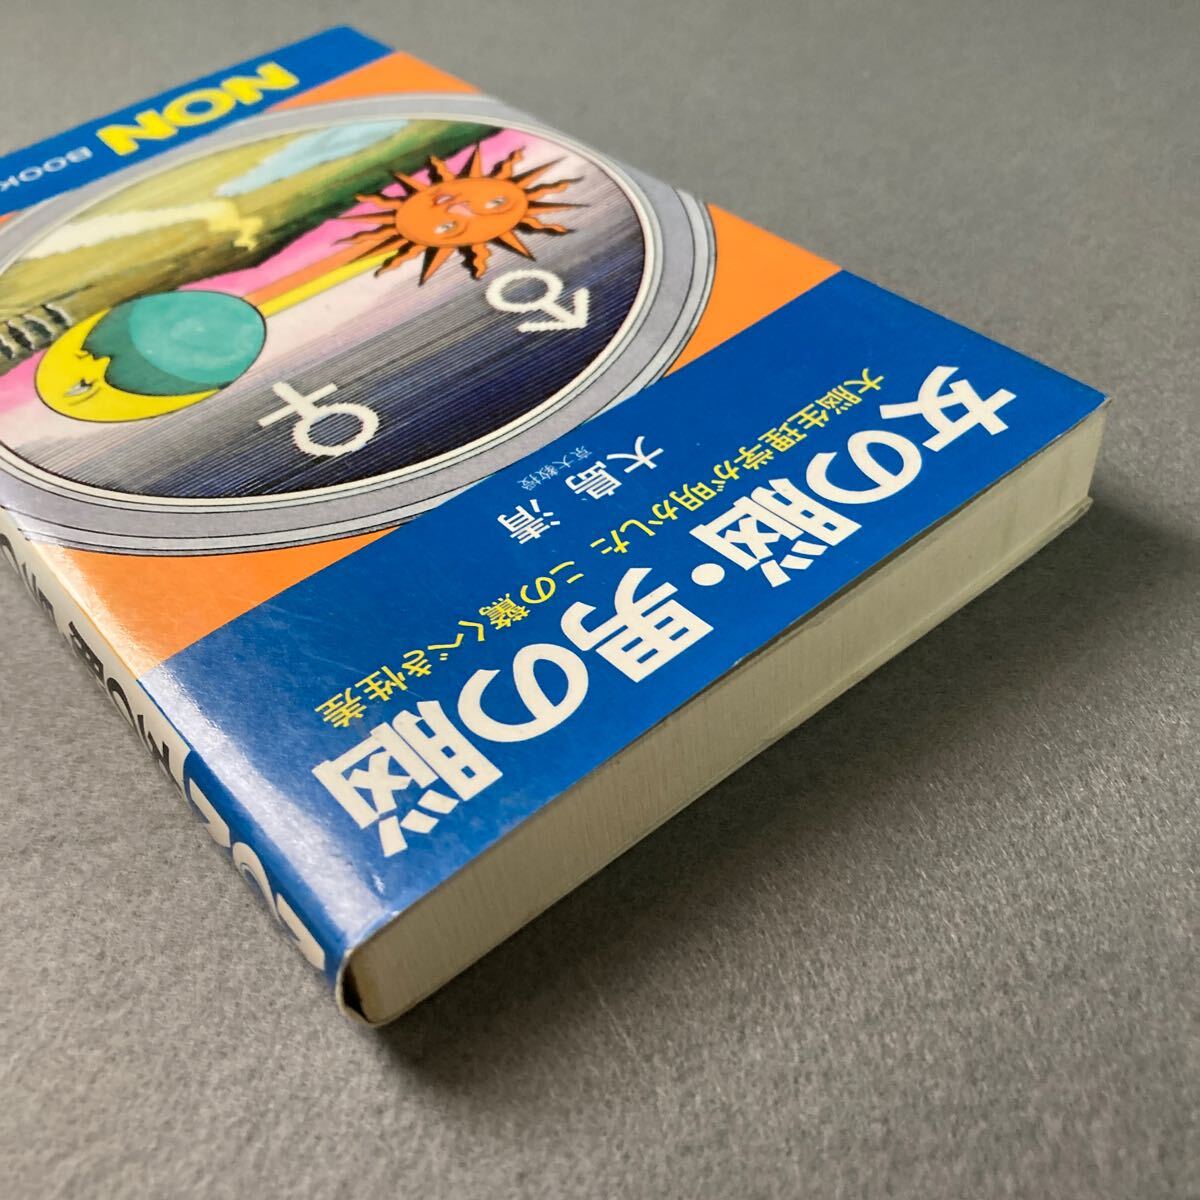 女の脳・男の脳
大脳生理学が明かした この驚くべき性差
京大教授
大島 清
NON BOOK